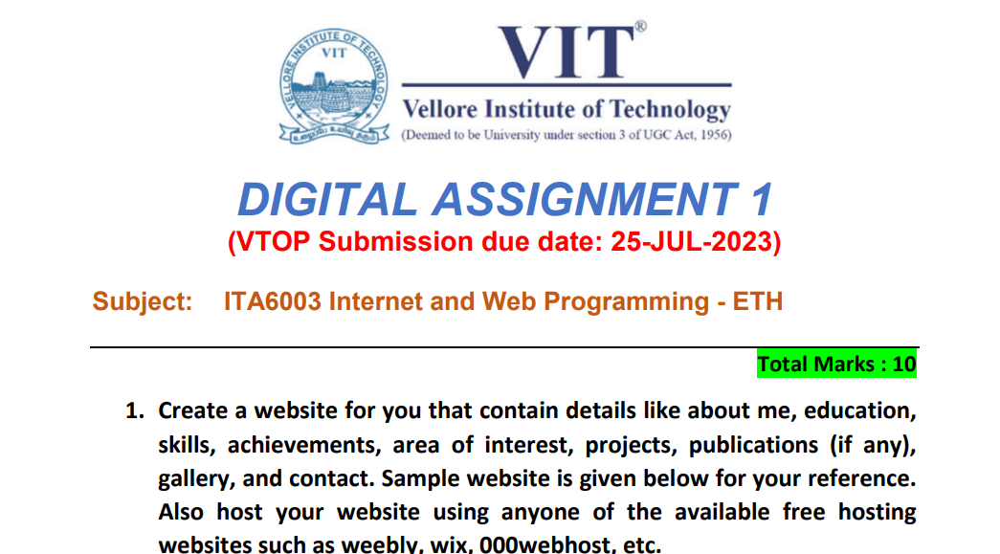 VELLORE INSTITUTE OF TECHNOLOGY
VIT
VIT®
Vellore Institute of Technology
(Deemed to be University under section 3 of UGC Act, 1956)
DIGITAL ASSIGNMENT 1
(VTOP Submission due date: 25-JUL-2023)
Subject: ITA6003 Internet and Web Programming - ETH
Total Marks : 10
1. Create a website for you that contain details like about me, education,
skills, achievements, area of interest, projects, publications (if any),
gallery, and contact. Sample website is given below for your reference.
Also host your website using anyone of the available free hosting
websites such as weebly, wix, 000webhost, etc.